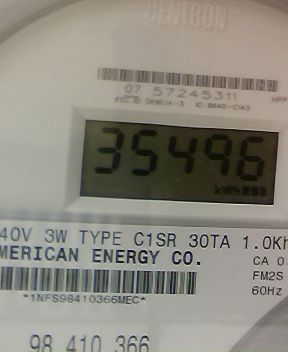 CENTRON®
07 57245311
35496
kWh
40V 3W TYPE C1SR 30TA 1.0Kh
MERICAN ENERGY CO.
CA 0
FM2S
60Hz
*1NFS98410366MEC*
98 410 366